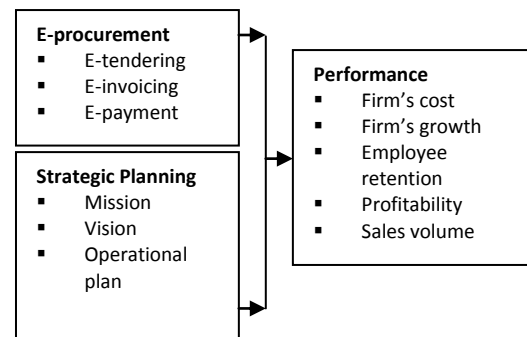 E-procurement
▪ E-tendering
▪ E-invoicing
▪ E-payment
Strategic Planning
▪ Mission
▪ Vision
▪ Operational
plan
Performance
▪ Firm's cost
▪ Firm's growth
▪ Employee
retention
▪ Profitability
▪ Sales volume